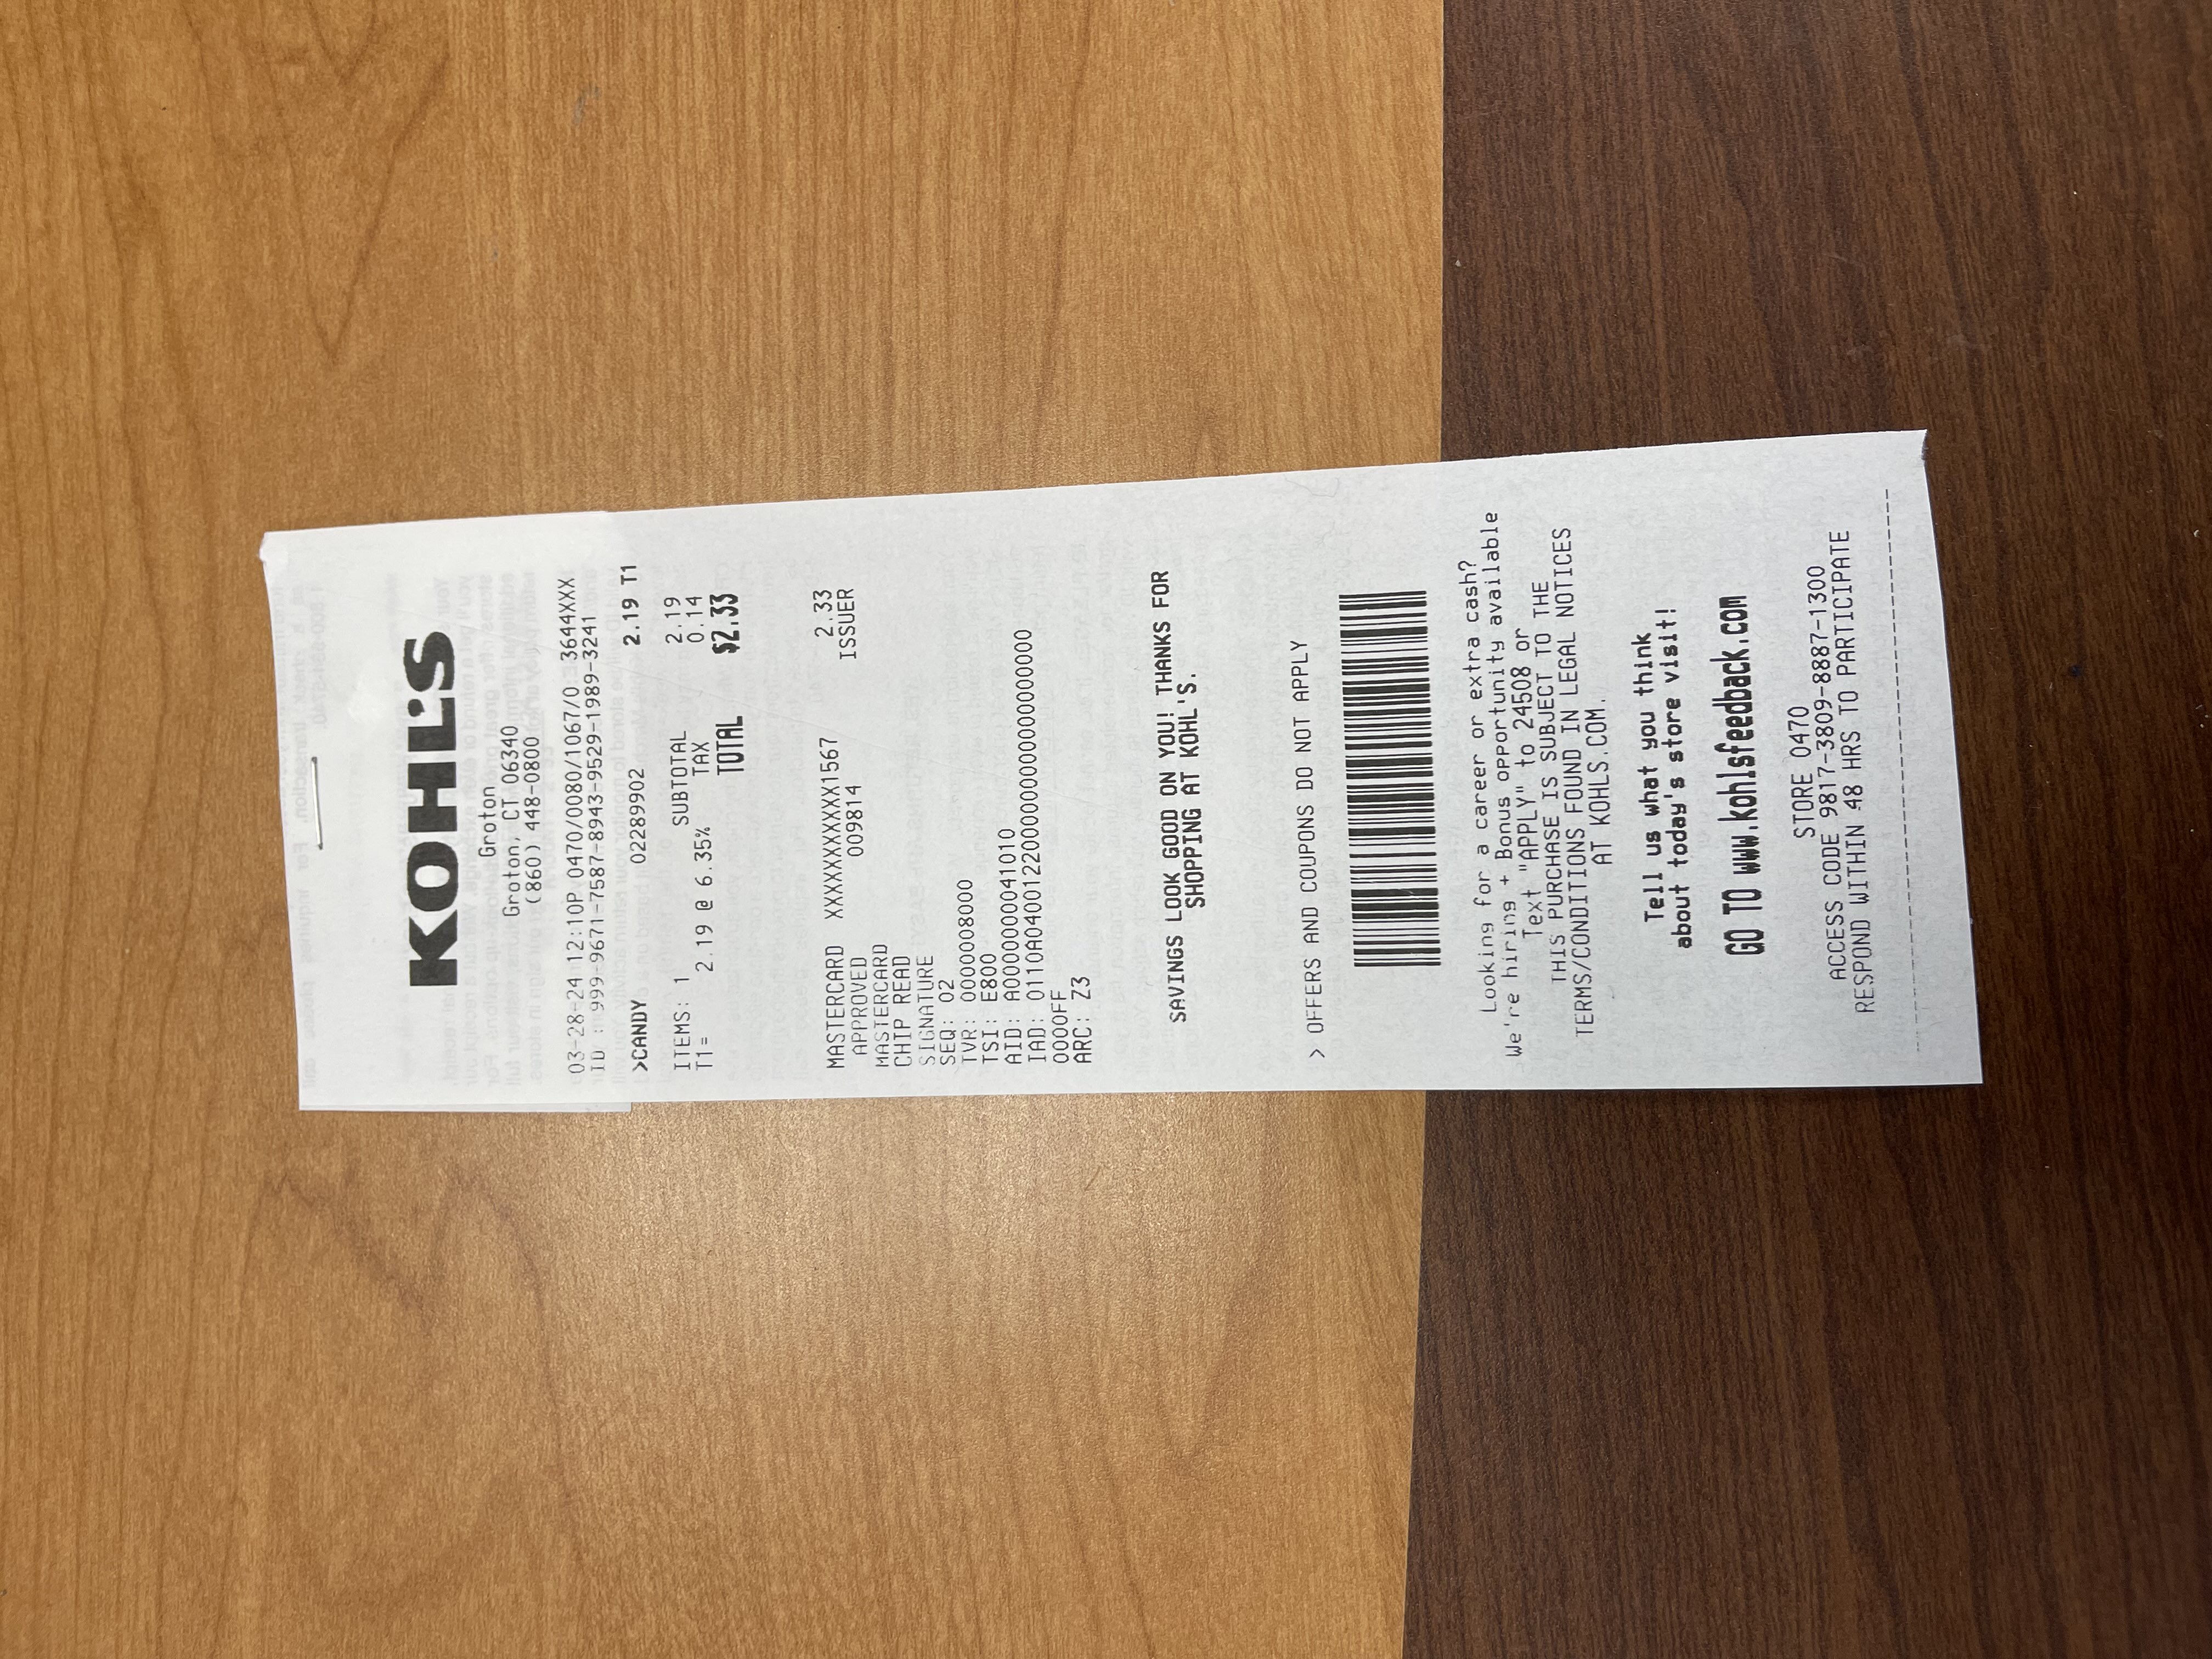 KOHL'S
Groton
Groton, CT 06340
(860) 448-0800
03-28-24 12:10P 0470/0080/1067/0 3644XXX
ID : 999-9671-7587-8943-9529-1989-3241
>CANDY 02289902 2.19 T1
ITEMS: 1 SUBTOTAL 2.19
T1= 2.19 @ 6.35% TAX 0.14
TOTAL $2.33
MASTERCARD XXXXXXXXXXXX1567 2.33
APPROVED 009814 ISSUER
MASTERCARD
CHIP READ
SIGNATURE
SEQ: 02
TVR: 0000008000
TSI: E800
AID: A0000000041010
0000FF
ARC: Z3
SAVINGS LOOK GOOD ON YOU! THANKS FOR
SHOPPING AT KOHL'S.
> OFFERS AND COUPONS DO NOT APPLY
Looking for a career or extra cash?
We're hiring + Bonus opportunity available
Text "APPLY" to 24508 or
THIS PURCHASE IS SUBJECT TO THE
TERMS/CONDITIONS FOUND IN LEGAL NOTICES
AT KOHLS.COM.
Tell us what you think
about today's store visit!
GO TO www.kohlsfeedback.com
STORE 0470
ACCESS CODE 9817-3809-8887-1300
RESPOND WITHIN 48 HRS TO PARTICIPATE